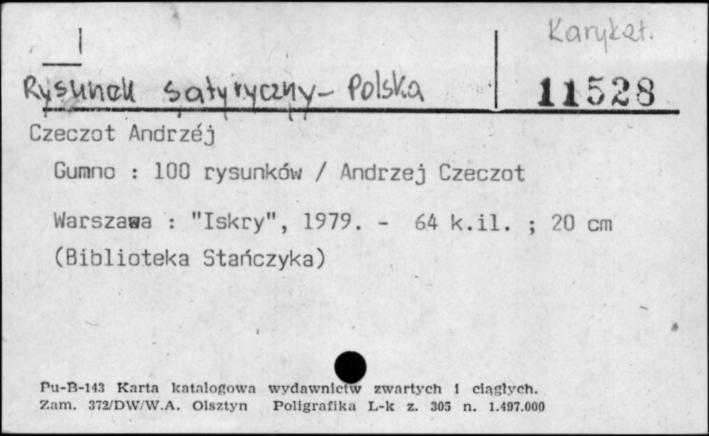 Karykat.
Rysunek satyryczny - Polska
11528
Czeczot Andrzéj
Gumno : 100 rysunków / Andrzej Czeczot
Warszawa : "Iskry", 1979. - 64 k.il. ; 20 cm
(Biblioteka Stańczyka)
Pu-B-143 Karta katalogowa wydawnictw zwartych i ciągłych.
Zam. 372/DW/W.A. Olsztyn Poligrafika L-k z. 305 n. 1.497.000